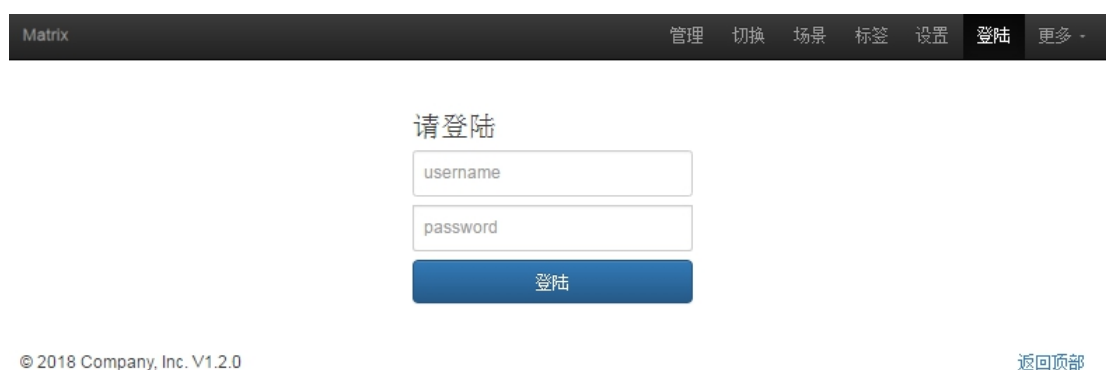 Matrix 管理 切换 场景 标签 设置 登陆 更多
请登陆
username
password
登陆
© 2018 Company, Inc. V1.2.0 返回顶部